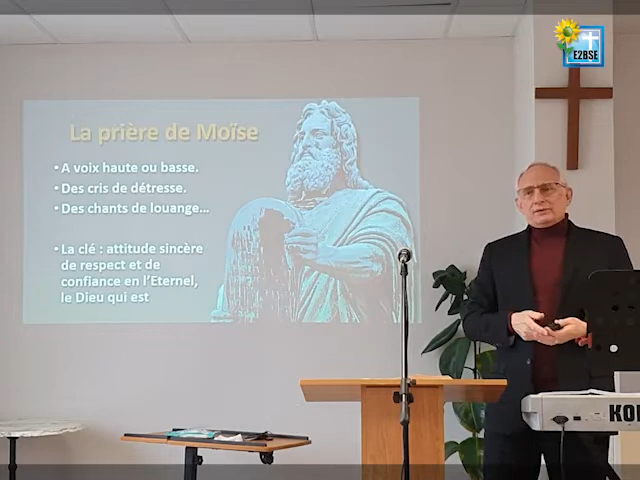 E2BSE
La prière de Moïse
• A voix haute ou basse.
• Des cris de détresse.
• Des chants de louange...
• La clé : attitude sincère
de respect et de
confiance en l'Eternel,
le Dieu qui est
KO